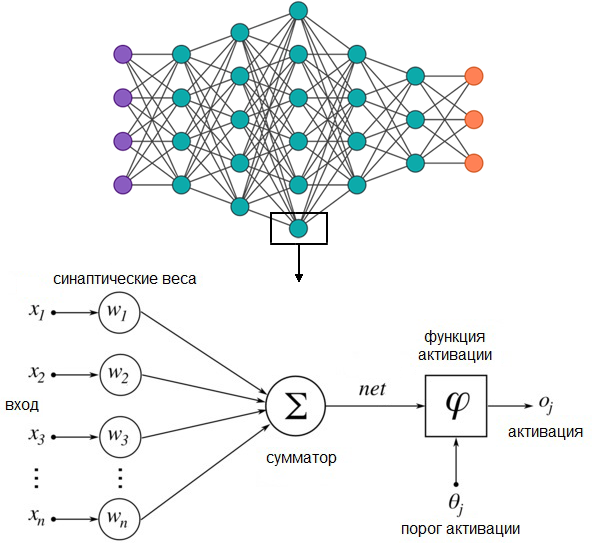 синаптические веса
x1
w1
функция
активации
x2
w2
net
φ
oj
вход
Σ
активация
x3
w3
сумматор
θj
xn
wn
порог активации